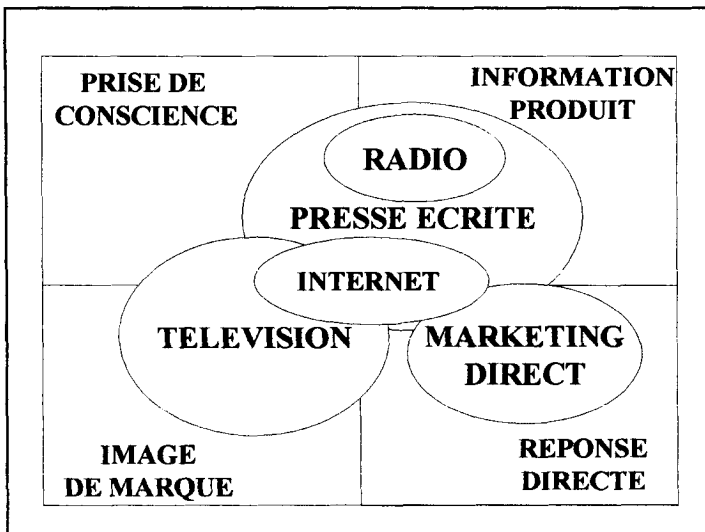 PRISE DE
CONSCIENCE
INFORMATION
PRODUIT
RADIO
PRESSE ECRITE
INTERNET
TELEVISION
MARKETING
DIRECT
IMAGE
DE MARQUE
REPONSE
DIRECTE